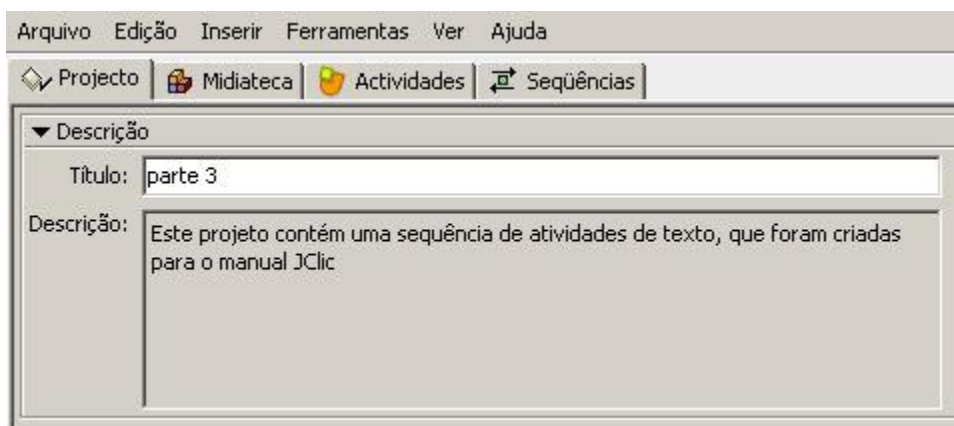 Arquivo Edição Inserir Ferramentas Ver Ajuda
Projecto Midiateca Actividades Seqüências
Descrição
Título: parte 3
Descrição: Este projeto contém uma sequência de atividades de texto, que foram criadas
para o manual JClic